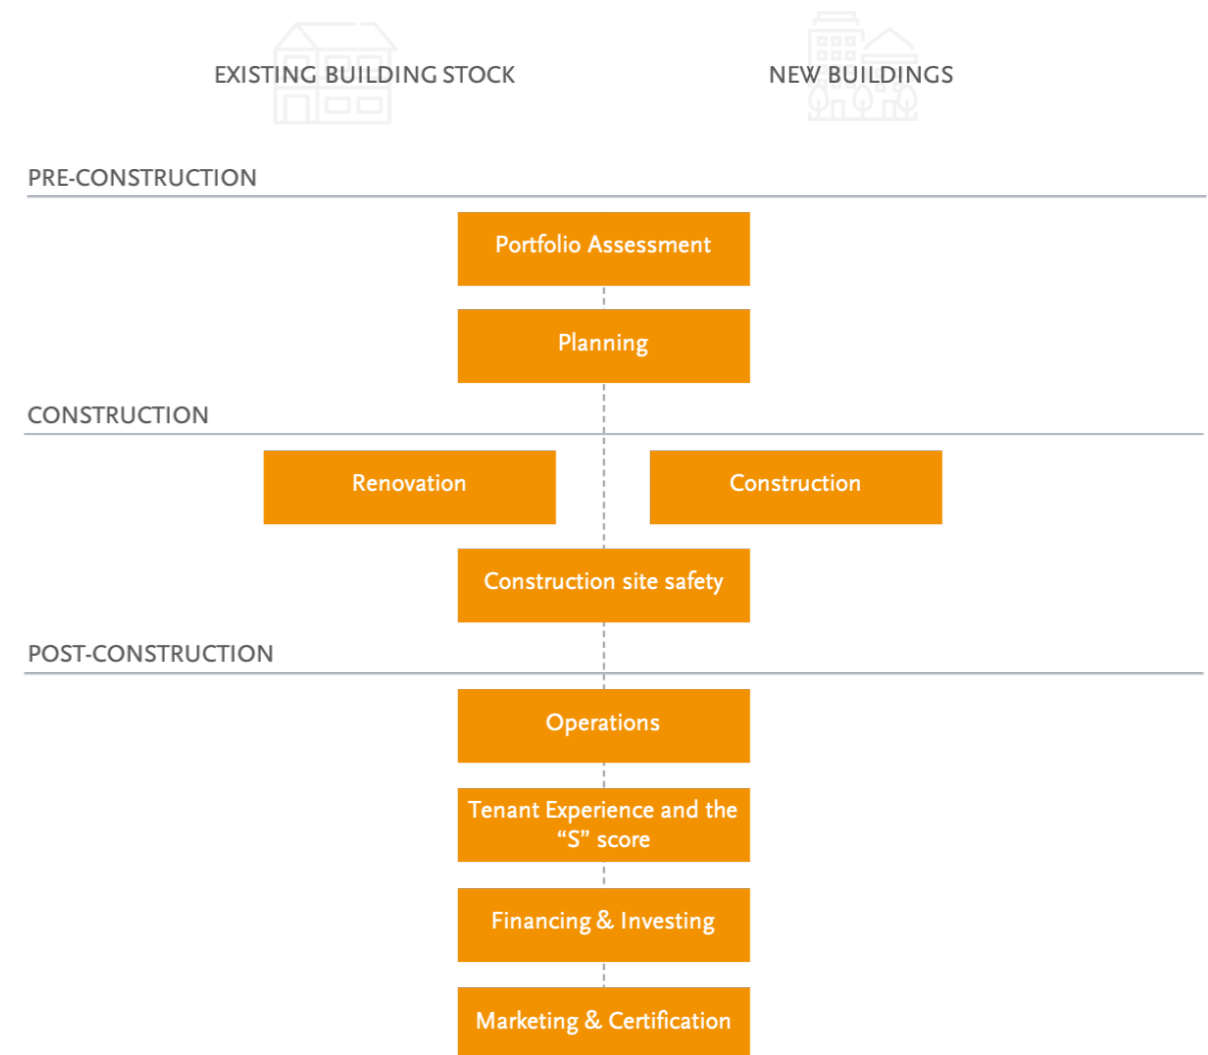 EXISTING BUILDING STOCK
NEW BUILDINGS
PRE-CONSTRUCTION
Portfolio Assessment
Planning
CONSTRUCTION
Renovation
Construction
Construction site safety
POST-CONSTRUCTION
Operations
Tenant Experience and the
“S” score
Financing & Investing
Marketing & Certification